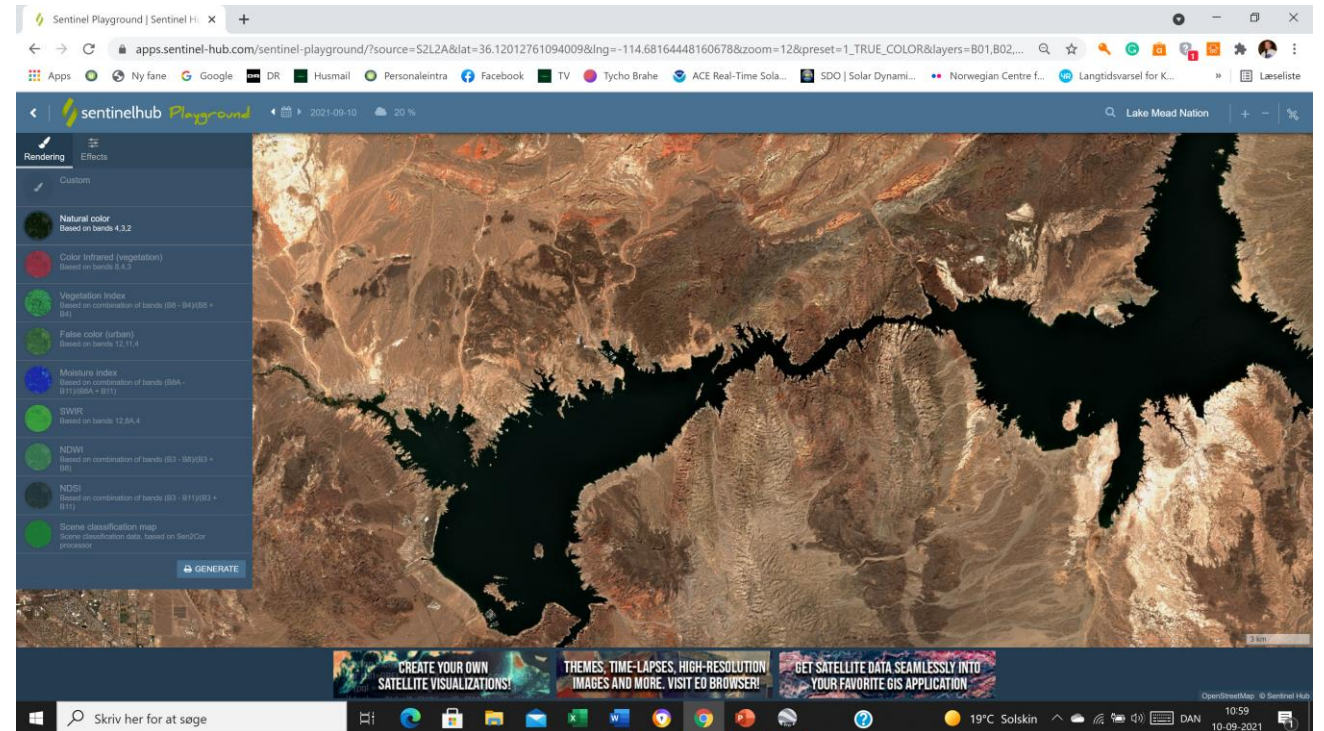 Sentinel Playground | Sentinel Hu
apps.sentinel-hub.com/sentinel-playground/?source=S2L2A&lat=36.12012761094009&lng=-114.68164448160678&zoom=12&preset=1_TRUE_COLOR&layers=B01,B02,...
Apps Ny fane Google DR Husmail Personaleintra Facebook TV Tycho Brahe ACE Real-Time Sola... SDO | Solar Dynami... Norwegian Centre f... Langtidsvarsel for K... » Læseliste
sentinelhub Playground 2021-09-10 20 % Lake Mead Nation
Rendering Effects
Custom
Natural color
Based on bands 4,3,2
Color Infrared (vegetation)
Based on bands 8,4,3
Vegetation Index
Based on combination of bands (B8 - B4)/(B8 +
B4)
False color (urban)
Based on bands 12,11,4
Moisture index
Based on combination of bands (B8A -
B11)/(B8A + B11)
SWIR
Based on bands 12,8A,4
NDWI
Based on combination of bands (B3 - B8)/(B3 +
B8)
NDSI
Based on combination of bands (B3 - B11)/(B3 +
B11)
Scene classification map
Scene classification data, based on Sen2Cor
processor
GENERATE
3 km
CREATE YOUR OWN
SATELLITE VISUALIZATIONS!
THEMES, TIME-LAPSES, HIGH-RESOLUTION
IMAGES AND MORE. VISIT EO BROWSER!
GET SATELLITE DATA SEAMLESSLY INTO
YOUR FAVORITE GIS APPLICATION
OpenStreetMap © Sentinel Hub
Skriv her for at søge
19°C Solskin
DAN
10:59
10-09-2021